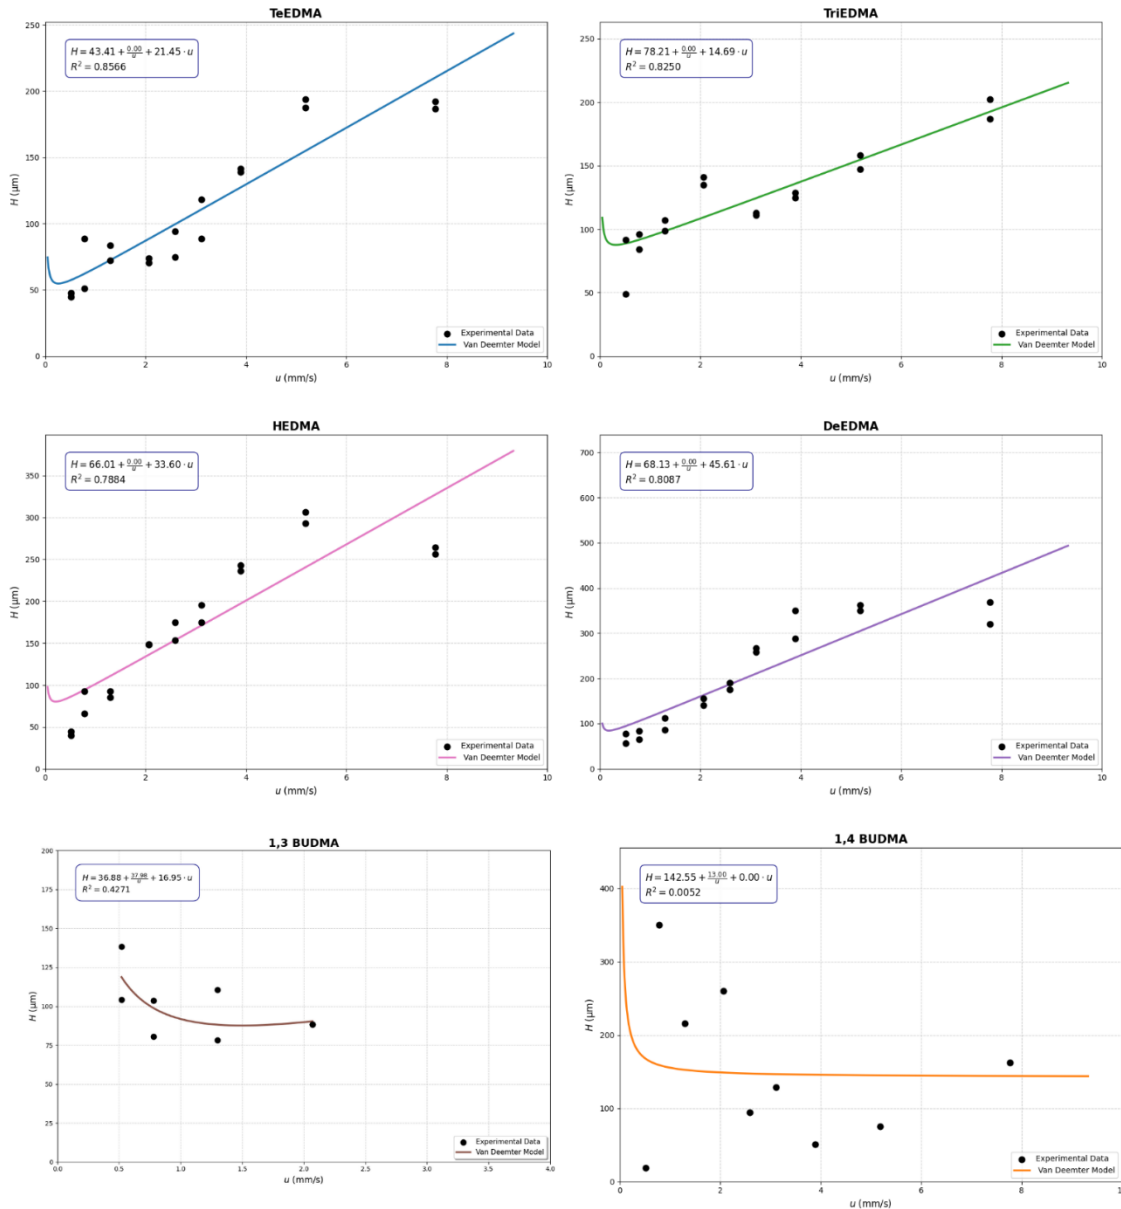 TeEDMA
H = 43.41 + 0.00/u + 21.45 · u
R² = 0.8566
250
200
150
100
50
0
H (μm)
0 2 4 6 8 10
u (mm/s)
Experimental Data
Van Deemter Model
TriEDMA
H = 78.21 + 0.00/u + 14.69 · u
R² = 0.8250
250
200
150
100
50
0
H (μm)
0 2 4 6 8 10
u (mm/s)
Experimental Data
Van Deemter Model
HEDMA
H = 66.01 + 0.00/u + 33.60 · u
R² = 0.7884
350
300
250
200
150
100
50
0
H (μm)
0 2 4 6 8 10
u (mm/s)
Experimental Data
Van Deemter Model
DeEDMA
H = 68.13 + 0.00/u + 45.61 · u
R² = 0.8087
700
600
500
400
300
200
100
0
H (μm)
0 2 4 6 8 10
u (mm/s)
Experimental Data
Van Deemter Model
1,3 BUDMA
H = 36.88 + 37.98/u + 16.95 · u
R² = 0.4271
200
175
150
125
100
75
50
25
0
H (μm)
0.0 0.5 1.0 1.5 2.0 2.5 3.0 3.5 4.0
u (mm/s)
Experimental Data
Van Deemter Model
1,4 BUDMA
H = 142.55 + 13.00/u + 0.00 · u
R² = 0.0052
400
300
200
100
0
H (μm)
0 2 4 6 8
u (mm/s)
Experimental Data
Van Deemter Model